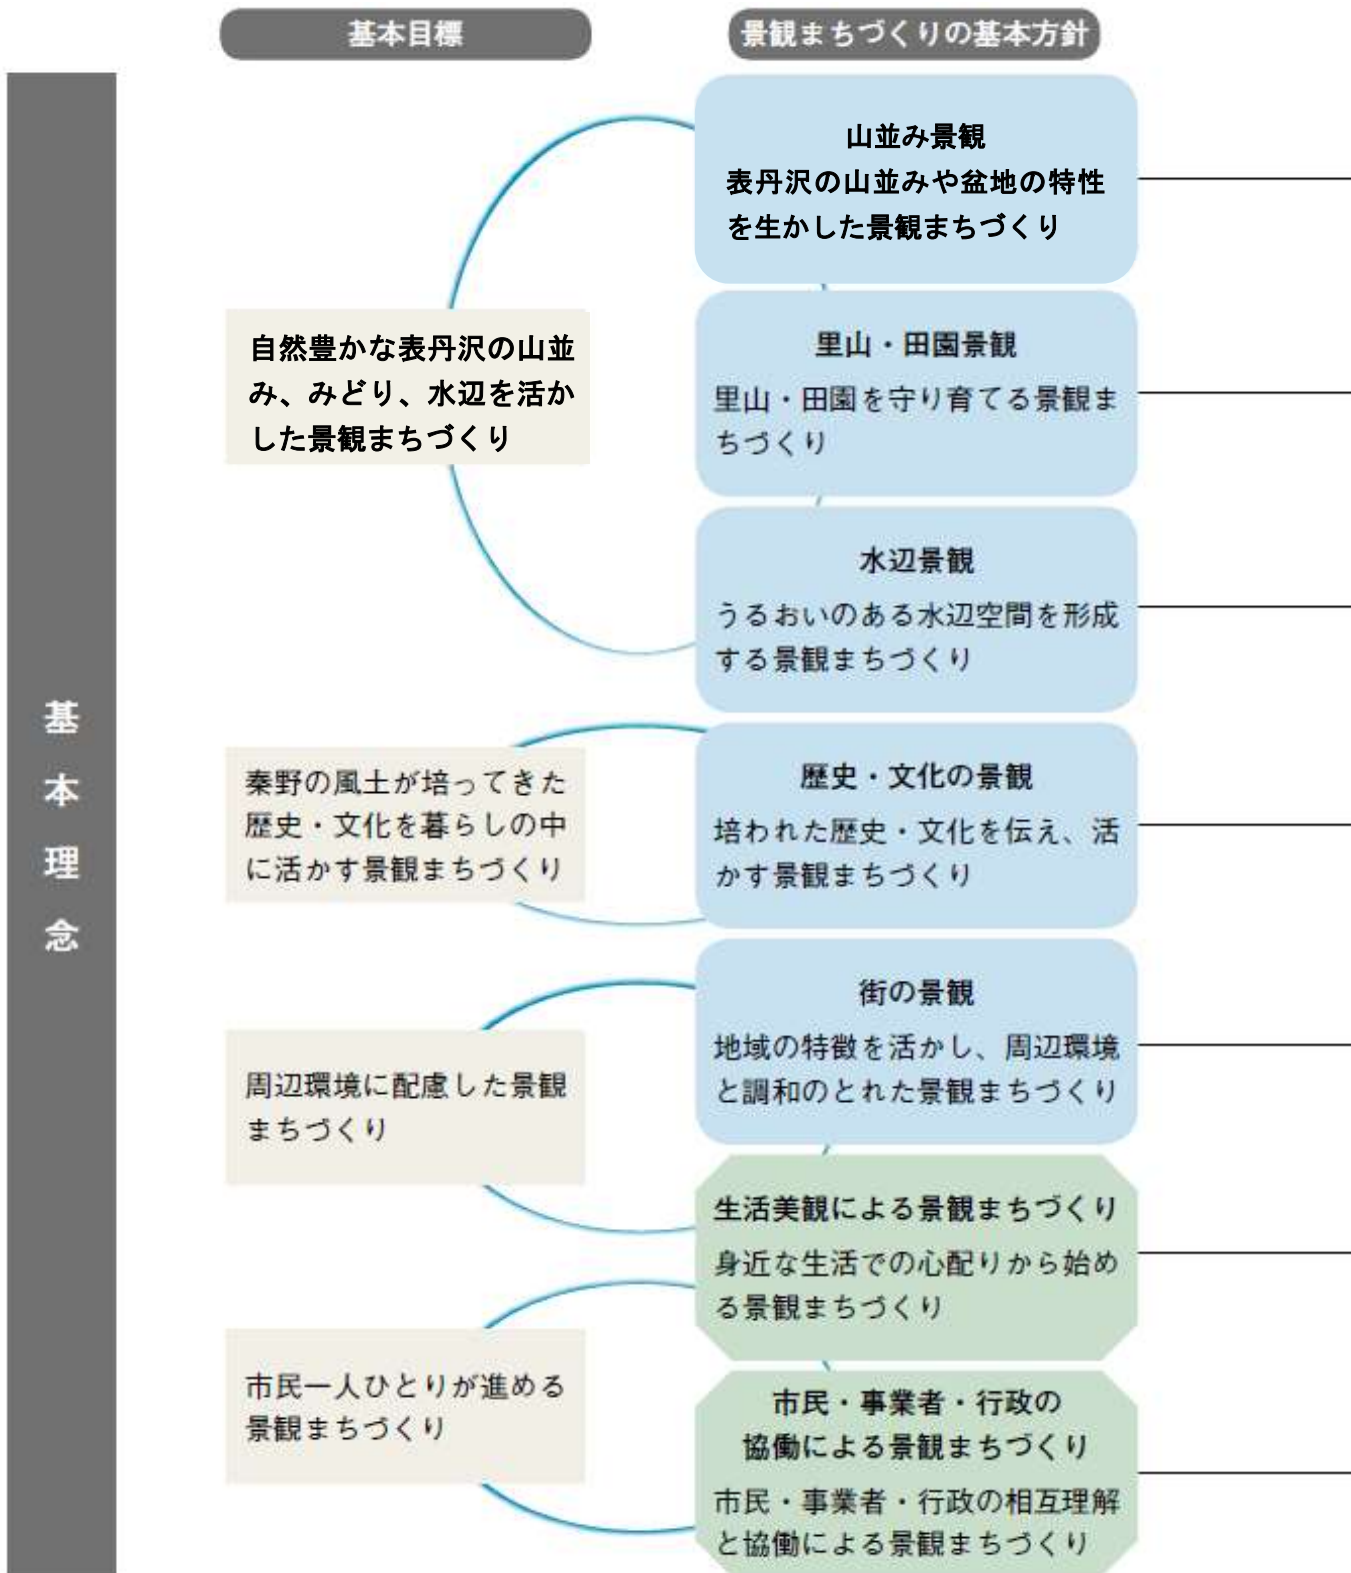 基本目標
景観まちづくりの基本方針
基本理念
自然豊かな表丹沢の山並
み、みどり、水辺を活か
した景観まちづくり
山並み景観
表丹沢の山並みや盆地の特性
を生かした景観まちづくり
里山・田園景観
里山・田園を守り育てる景観ま
ちづくり
水辺景観
うるおいのある水辺空間を形成
する景観まちづくり
秦野の風土が培ってきた
歴史・文化を暮らしの中
に活かす景観まちづくり
歴史・文化の景観
培われた歴史・文化を伝え、活
かす景観まちづくり
周辺環境に配慮した景観
まちづくり
街の景観
地域の特徴を活かし、周辺環境
と調和のとれた景観まちづくり
生活美観による景観まちづくり
身近な生活での心配りから始め
る景観まちづくり
市民一人ひとりが進める
景観まちづくり
市民・事業者・行政の
協働による景観まちづくり
市民・事業者・行政の相互理解
と協働による景観まちづくり